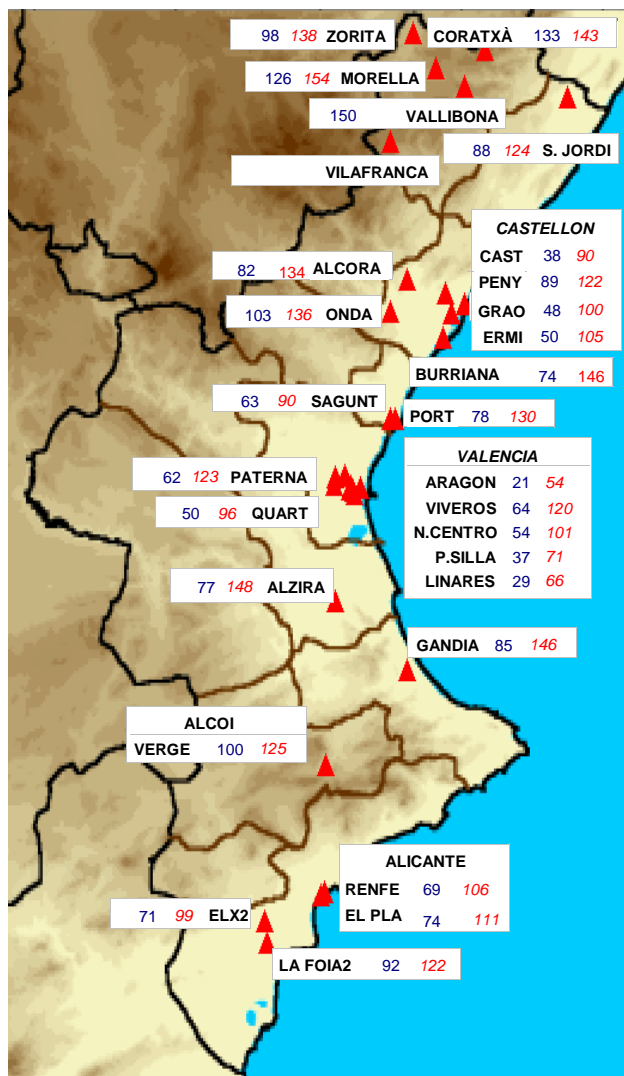 98 138 ZORITA
CORATXÀ 133 143
126 154 MORELLA
150 VALLIBONA
88 124 S. JORDI
VILAFRANCA
CASTELLON
CAST 38 90
PENY 89 122
GRAO 48 100
ERMI 50 105
82 134 ALCORA
103 136 ONDA
BURRIANA 74 146
63 90 SAGUNT
PORT 78 130
VALENCIA
ARAGON 21 54
VIVEROS 64 120
N.CENTRO 54 101
P.SILLA 37 71
LINARES 29 66
62 123 PATERNA
50 96 QUART
77 148 ALZIRA
GANDIA 85 146
ALCOI
VERGE 100 125
ALICANTE
RENFE 69 106
EL PLA 74 111
71 99 ELX2
LA FOIA2 92 122